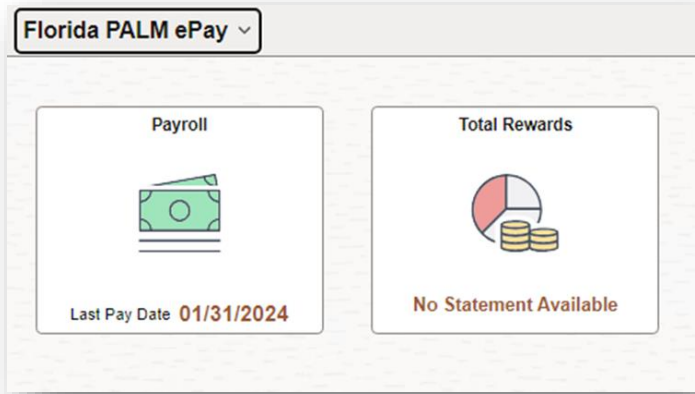 Florida PALM ePay
Payroll
Last Pay Date 01/31/2024
Total Rewards
No Statement Available